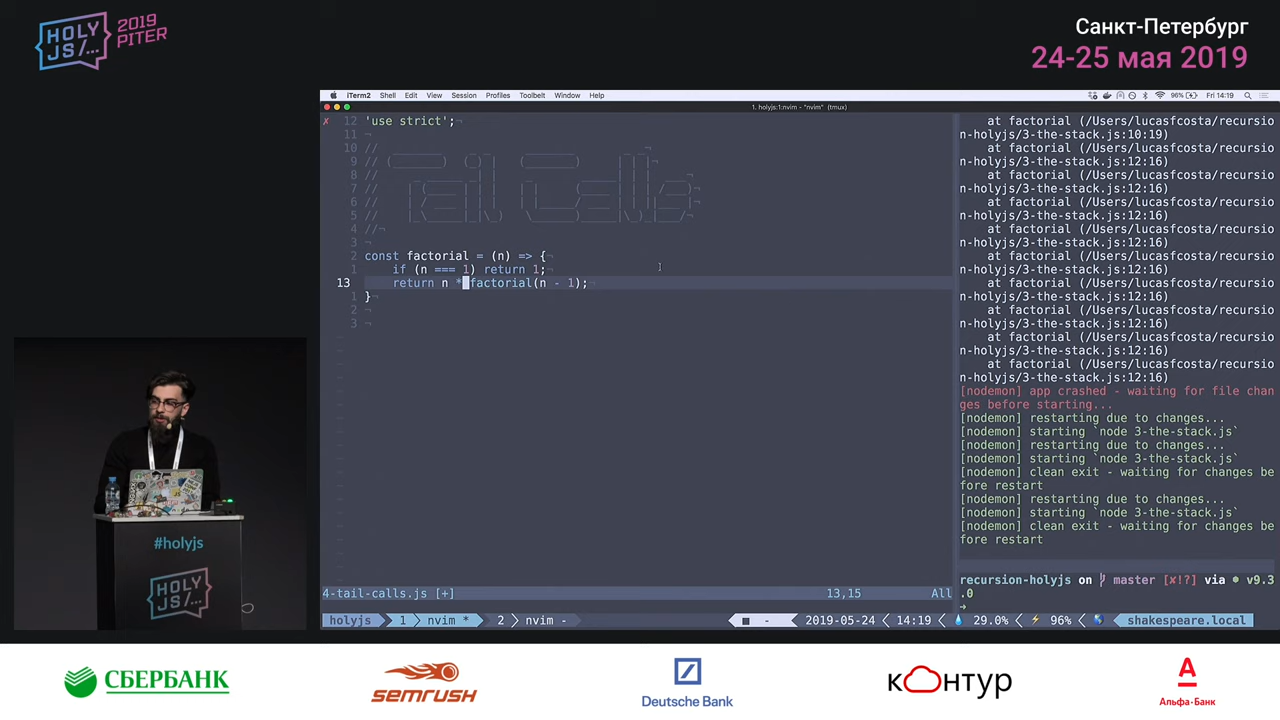 HOLY
JS/...
2019
PITER
Санкт-Петербург
24-25 мая 2019
iTerm2 Shell Edit View Session Profiles Toolbelt Window Help
96% Fri 14:19
1. holyjs:1:nvim - "nvim" (tmux)
✗ 12 'use strict';¬
11 ¬
10 //
9 //
8 //
7 //
6 //
5 //
Tail Calls
4 //¬
3 ¬
2 const factorial = (n) => {¬
1 if (n === 1) return 1;¬
13 return n * factorial(n - 1);¬
1 }¬
2 ¬
3 ¬
4-tail-calls.js [+] 13,15 All
at factorial (/Users/lucasfcosta/recursio
n-holyjs/3-the-stack.js:10:19)
at factorial (/Users/lucasfcosta/recursio
n-holyjs/3-the-stack.js:12:16)
at factorial (/Users/lucasfcosta/recursio
n-holyjs/3-the-stack.js:12:16)
at factorial (/Users/lucasfcosta/recursio
n-holyjs/3-the-stack.js:12:16)
at factorial (/Users/lucasfcosta/recursio
n-holyjs/3-the-stack.js:12:16)
at factorial (/Users/lucasfcosta/recursio
n-holyjs/3-the-stack.js:12:16)
at factorial (/Users/lucasfcosta/recursio
n-holyjs/3-the-stack.js:12:16)
at factorial (/Users/lucasfcosta/recursio
n-holyjs/3-the-stack.js:12:16)
at factorial (/Users/lucasfcosta/recursio
n-holyjs/3-the-stack.js:12:16)
at factorial (/Users/lucasfcosta/recursio
n-holyjs/3-the-stack.js:12:16)
[nodemon] app crashed - waiting for file chan
ges before starting...
[nodemon] restarting due to changes...
[nodemon] starting `node 3-the-stack.js`
[nodemon] restarting due to changes...
[nodemon] starting `node 3-the-stack.js`
[nodemon] clean exit - waiting for changes be
fore restart
[nodemon] restarting due to changes...
[nodemon] starting `node 3-the-stack.js`
[nodemon] clean exit - waiting for changes be
fore restart
recursion-holyjs on master [✘!?] via v9.3
.0
→
holyjs 1 nvim * 2 nvim - - 2019-05-24 14:19 29.0% 96% shakespeare.local
#holyjs
HOLY
JS/...
СБЕРБАНК
semrush
Deutsche Bank
контур
А
Альфа·Банк